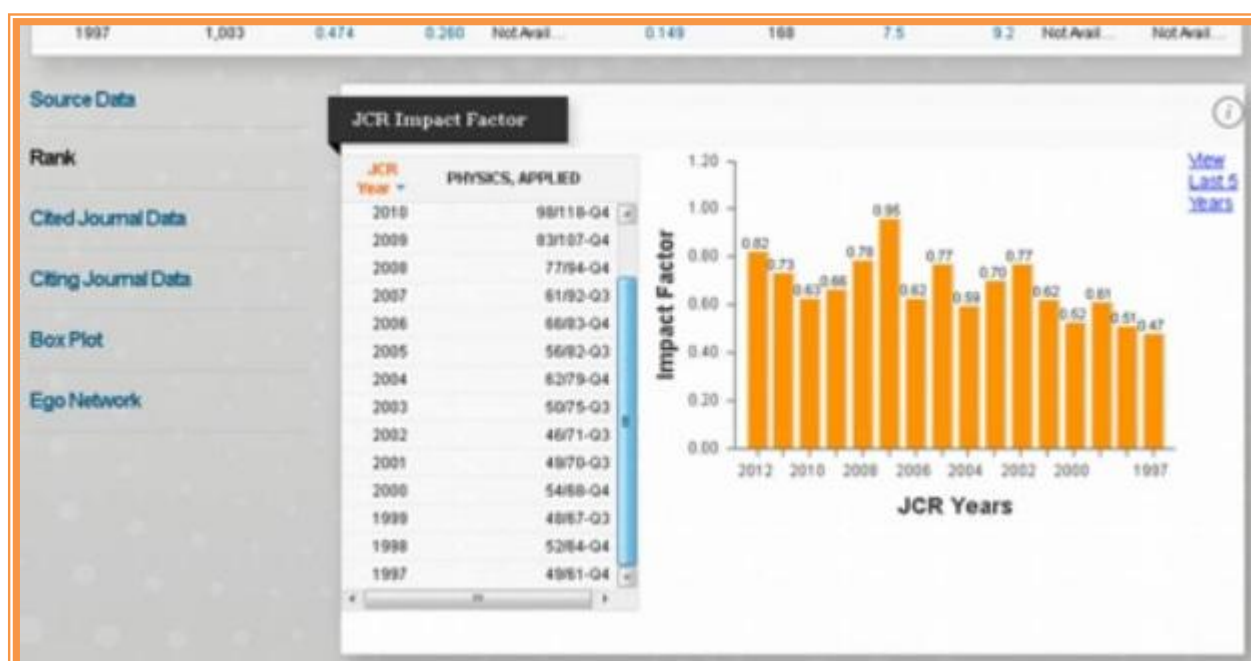 1997 1,003 0.474 0.260 Not Avail ... 0.149 168 7.5 9.2 Not Avail ... Not Avail ...
Source Data
Rank
Cited Journal Data
Citing Journal Data
Box Plot
Ego Network
JCR Impact Factor
i
JCR Year PHYSICS, APPLIED
2010 98/118-Q4
2009 83/107-Q4
2008 77/94-Q4
2007 61/92-Q3
2006 66/83-Q4
2005 56/82-Q3
2004 62/79-Q4
2003 50/75-Q3
2002 46/71-Q3
2001 49/70-Q3
2000 54/68-Q4
1999 48/67-Q3
1998 52/64-Q4
1997 49/61-Q4
View
Last 5
Years
1.20
1.00
0.80
0.60
0.40
0.20
0.00
Impact Factor
0.82 0.73 0.63 0.66 0.78 0.95 0.62 0.77 0.59 0.70 0.77 0.62 0.52 0.61 0.51 0.47
2012 2010 2008 2006 2004 2002 2000 1997
JCR Years